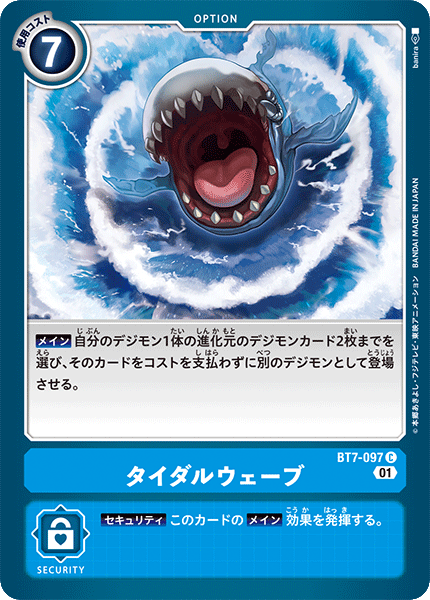 OPTION
使用コスト
7
banira
メイン 自分のデジモン1体の進化元のデジモンカード2枚までを
選び、そのカードをコストを支払わずに別のデジモンとして登場
させる。
©本郷あきよし・フジテレビ・東映アニメーション BANDAI MADE IN JAPAN
BT7-097 C
タイダルウェーブ
01
セキュリティ このカードの メイン 効果を発揮する。
SECURITY